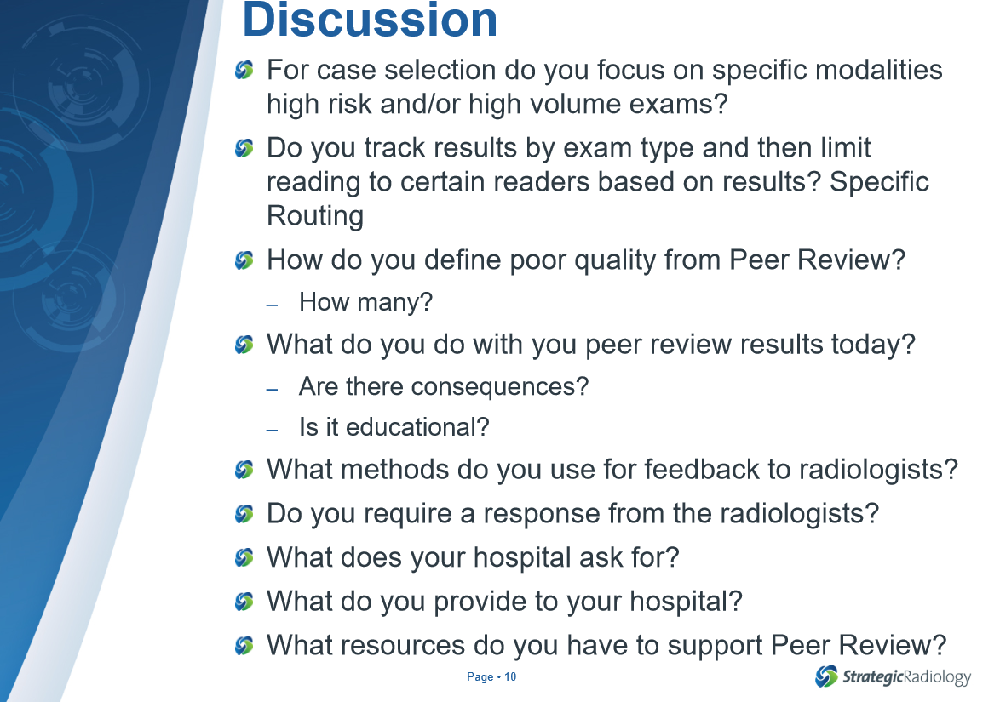 Discussion
For case selection do you focus on specific modalities
high risk and/or high volume exams?
Do you track results by exam type and then limit
reading to certain readers based on results? Specific
Routing
How do you define poor quality from Peer Review?
– How many?
What do you do with you peer review results today?
– Are there consequences?
– Is it educational?
What methods do you use for feedback to radiologists?
Do you require a response from the radiologists?
What does your hospital ask for?
What do you provide to your hospital?
What resources do you have to support Peer Review?
Page • 10
StrategicRadiology